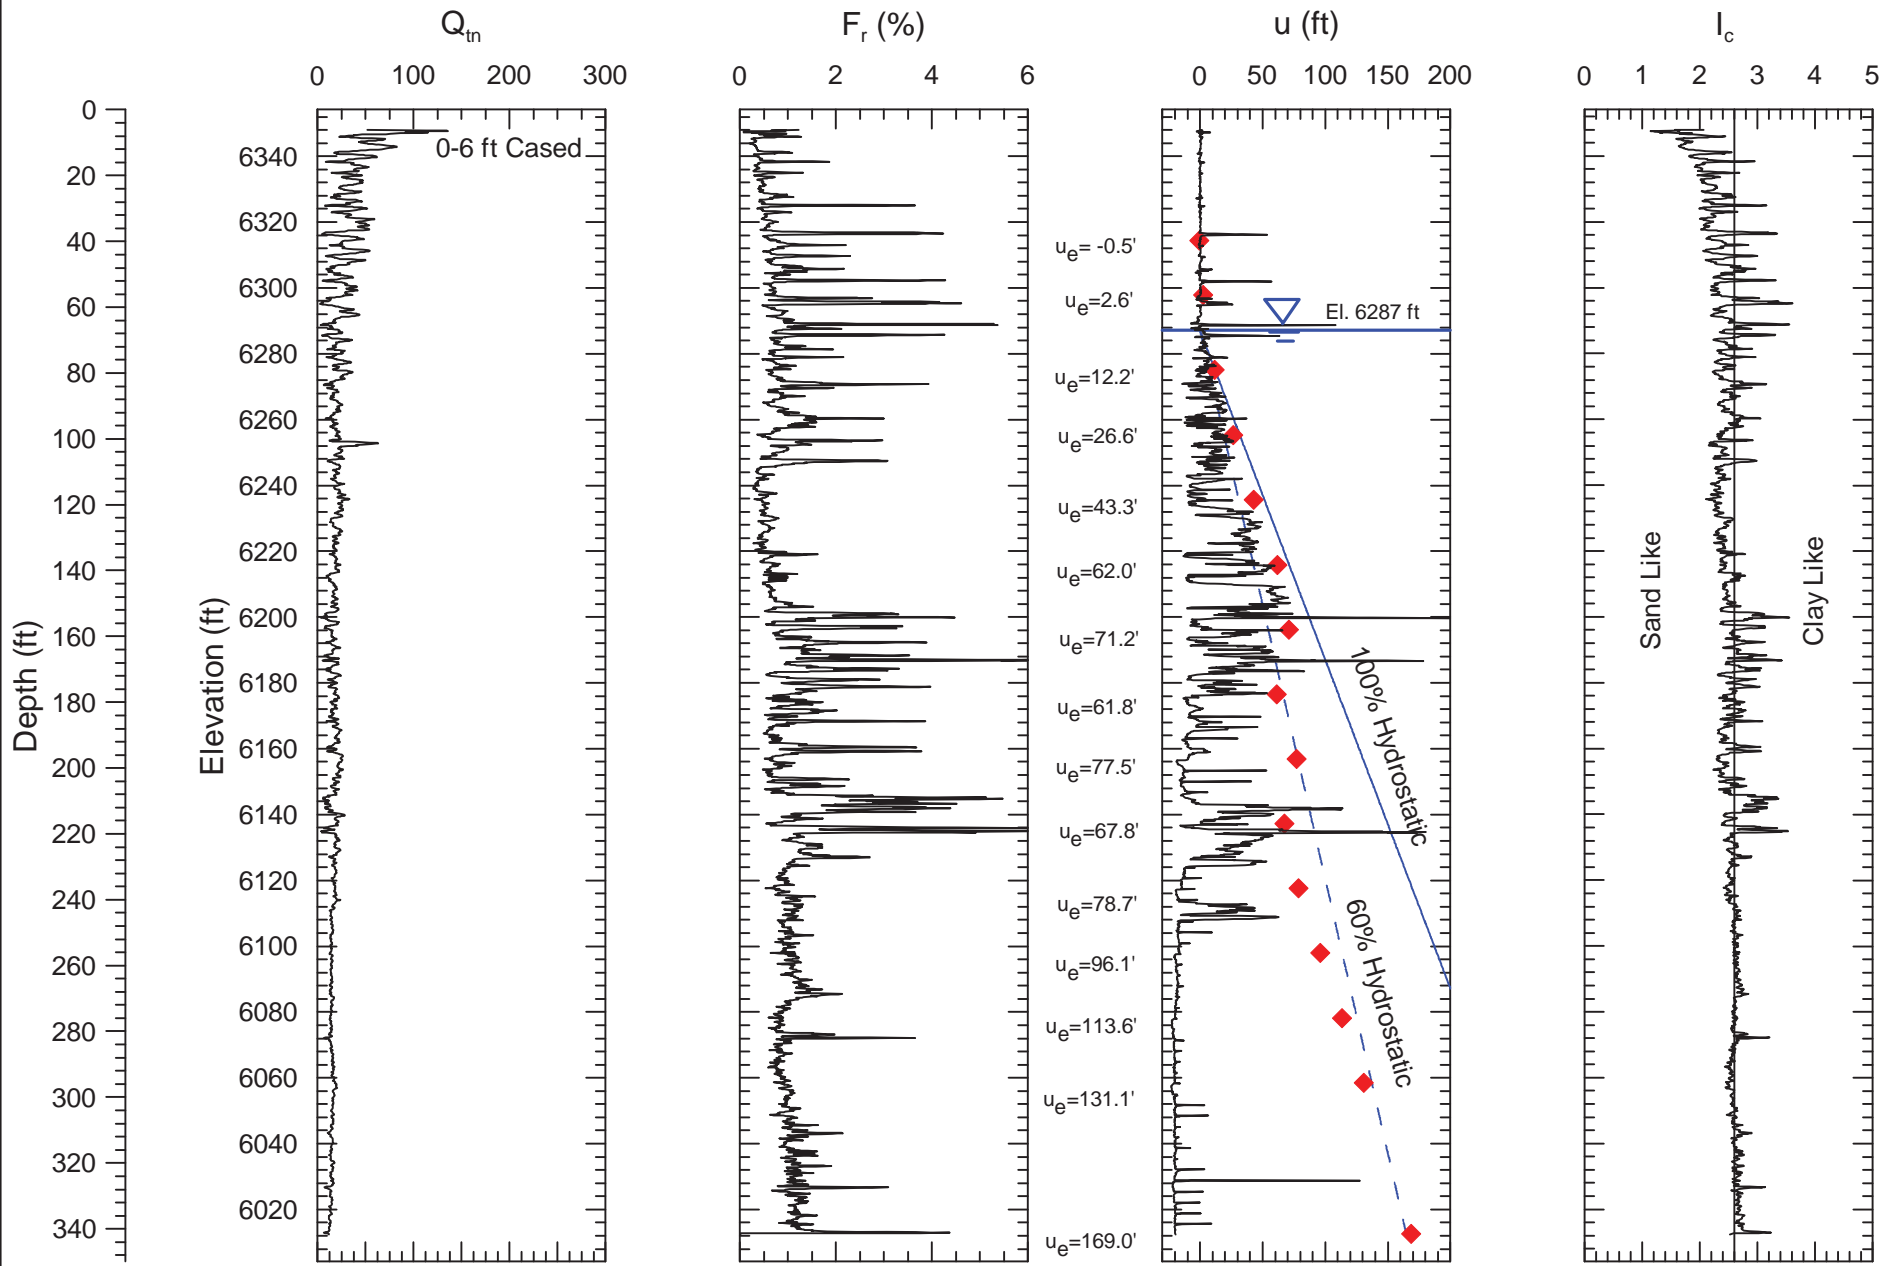 Q_tn
F_r (%)
u (ft)
I_c
0 100 200 300
0 2 4 6
0 50 100 150 200
0 1 2 3 4 5
Depth (ft)
0
20
40
60
80
100
120
140
160
180
200
220
240
260
280
300
320
340
Elevation (ft)
6340
6320
6300
6280
6260
6240
6220
6200
6180
6160
6140
6120
6100
6080
6060
6040
6020
0-6 ft Cased
u_e= -0.5'
u_e=2.6'
u_e=12.2'
u_e=26.6'
u_e=43.3'
u_e=62.0'
u_e=71.2'
u_e=61.8'
u_e=77.5'
u_e=67.8'
u_e=78.7'
u_e=96.1'
u_e=113.6'
u_e=131.1'
u_e=169.0'
El. 6287 ft
100% Hydrostatic
60% Hydrostatic
Sand Like
Clay Like